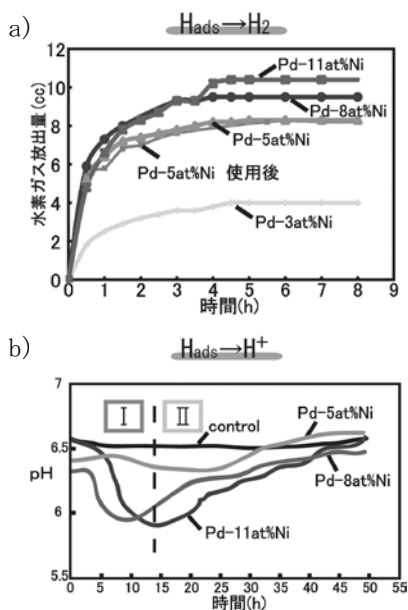 a) Hads→H2
水素ガス放出量 (cc)
12
10
8
6
4
2
0
Pd-11at%Ni
Pd-8at%Ni
Pd-5at%Ni
Pd-5at%Ni 使用後
Pd-3at%Ni
0 1 2 3 4 5 6 7 8 9
時間(h)
b) Hads→H+
pH
7
6.5
6
5.5
I II
control
Pd-5at%Ni
Pd-8at%Ni
Pd-11at%Ni
0 5 10 15 20 25 30 35 40 45 50 55
時間(h)